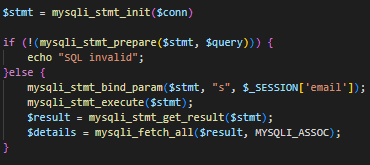 $stmt = mysqli_stmt_init($conn)
if (!(mysqli_stmt_prepare($stmt, $query))) {
echo "SQL invalid";
}else {
mysqli_stmt_bind_param($stmt, "s", $_SESSION['email']);
mysqli_stmt_execute($stmt);
$result = mysqli_stmt_get_result($stmt);
$details = mysqli_fetch_all($result, MYSQLI_ASSOC);
}